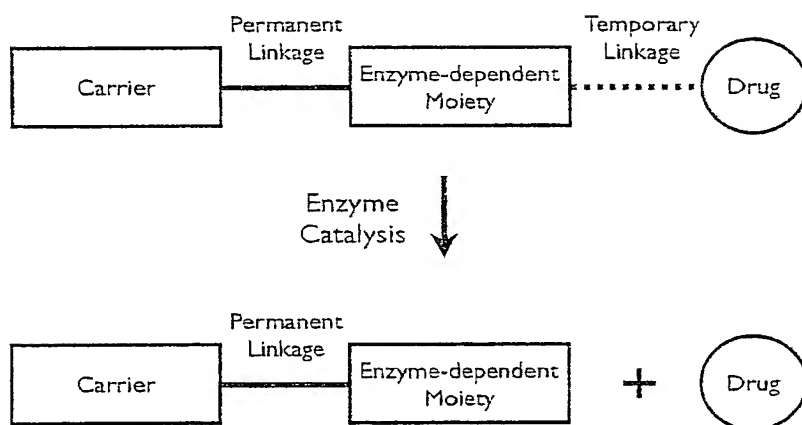 Permanent
Linkage
Temporary
Linkage
Carrier
Enzyme-dependent
Moiety
Drug
Enzyme
Catalysis
Permanent
Linkage
Carrier
Enzyme-dependent
Moiety
+
Drug